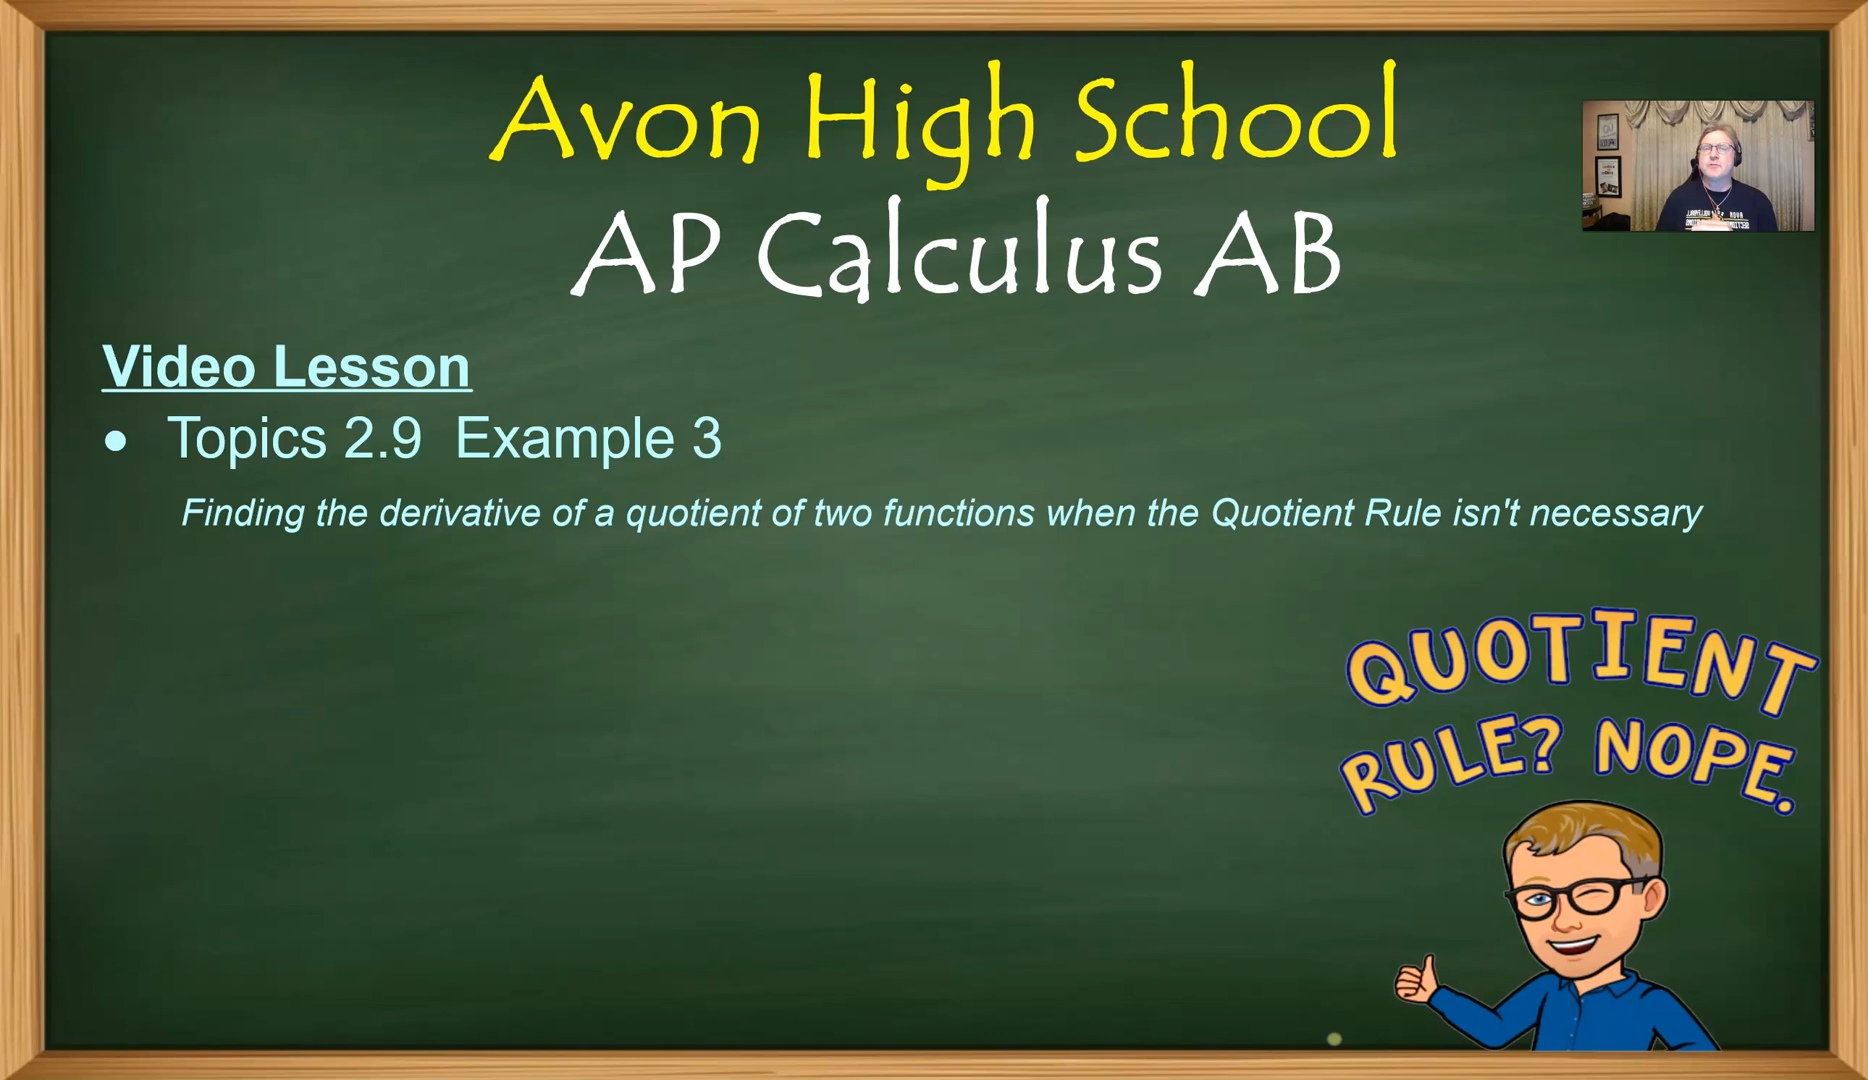 Avon High School
AP Calculus AB
Video Lesson
• Topics 2.9 Example 3
Finding the derivative of a quotient of two functions when the Quotient Rule isn't necessary
QUOTIENT
RULE? NOPE.